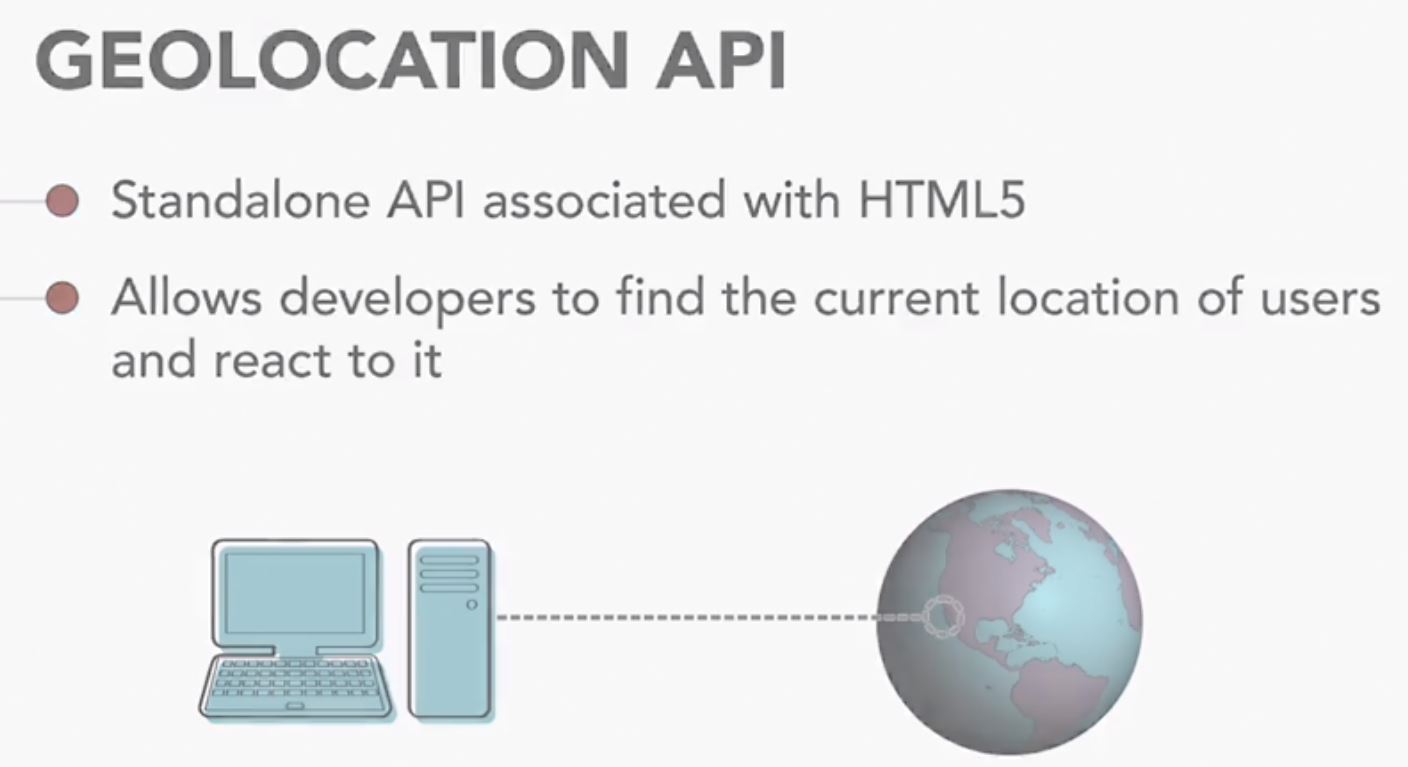 GEOLOCATION API
Standalone API associated with HTML5
Allows developers to find the current location of users
and react to it